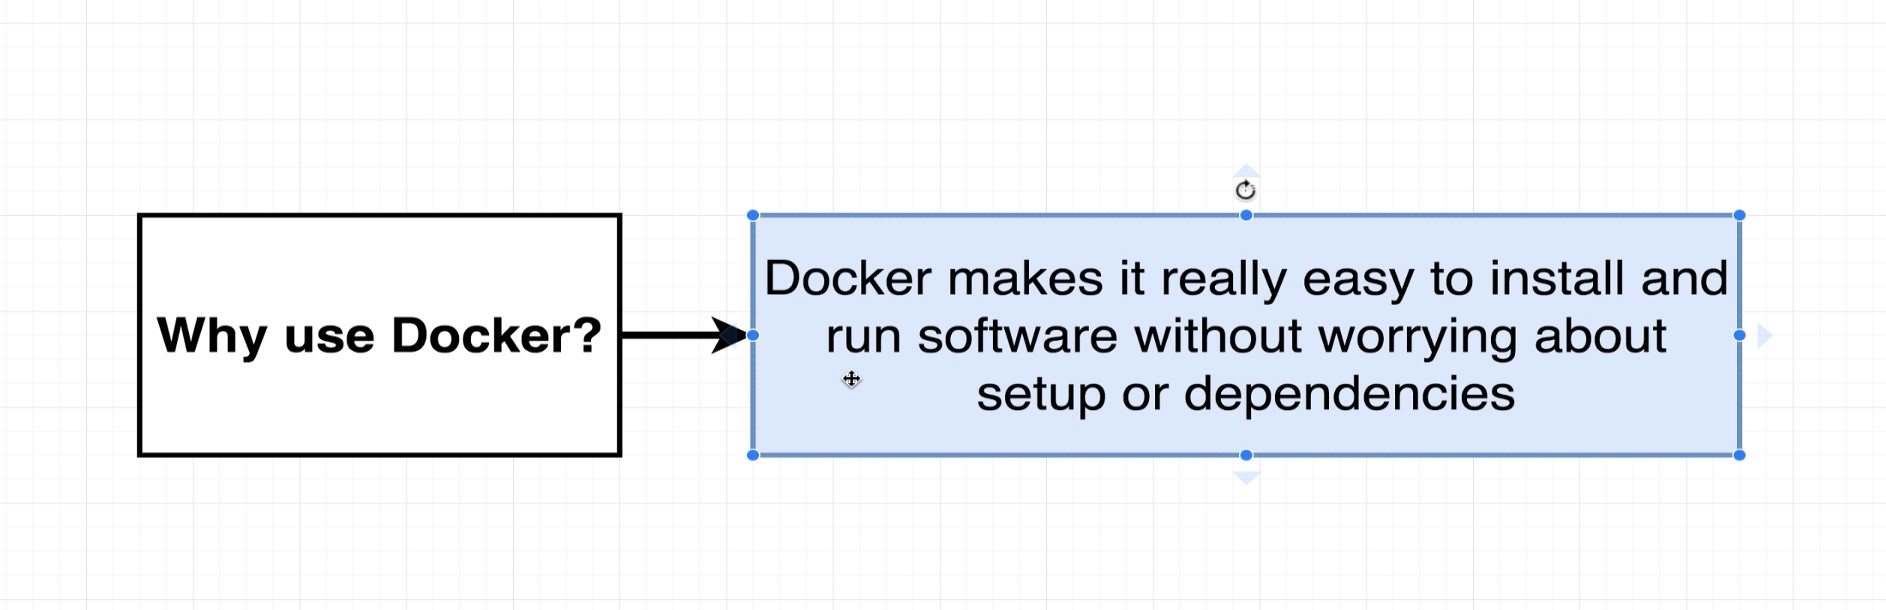 Why use Docker?
Docker makes it really easy to install and
run software without worrying about
setup or dependencies